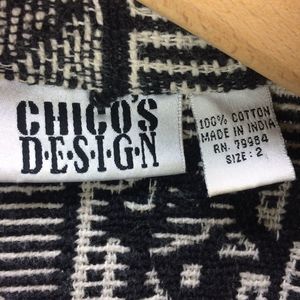 CHICO'S
D·E·S·I·G·N
100% COTTON
MADE IN INDIA
RN. 79984
SIZE: 2